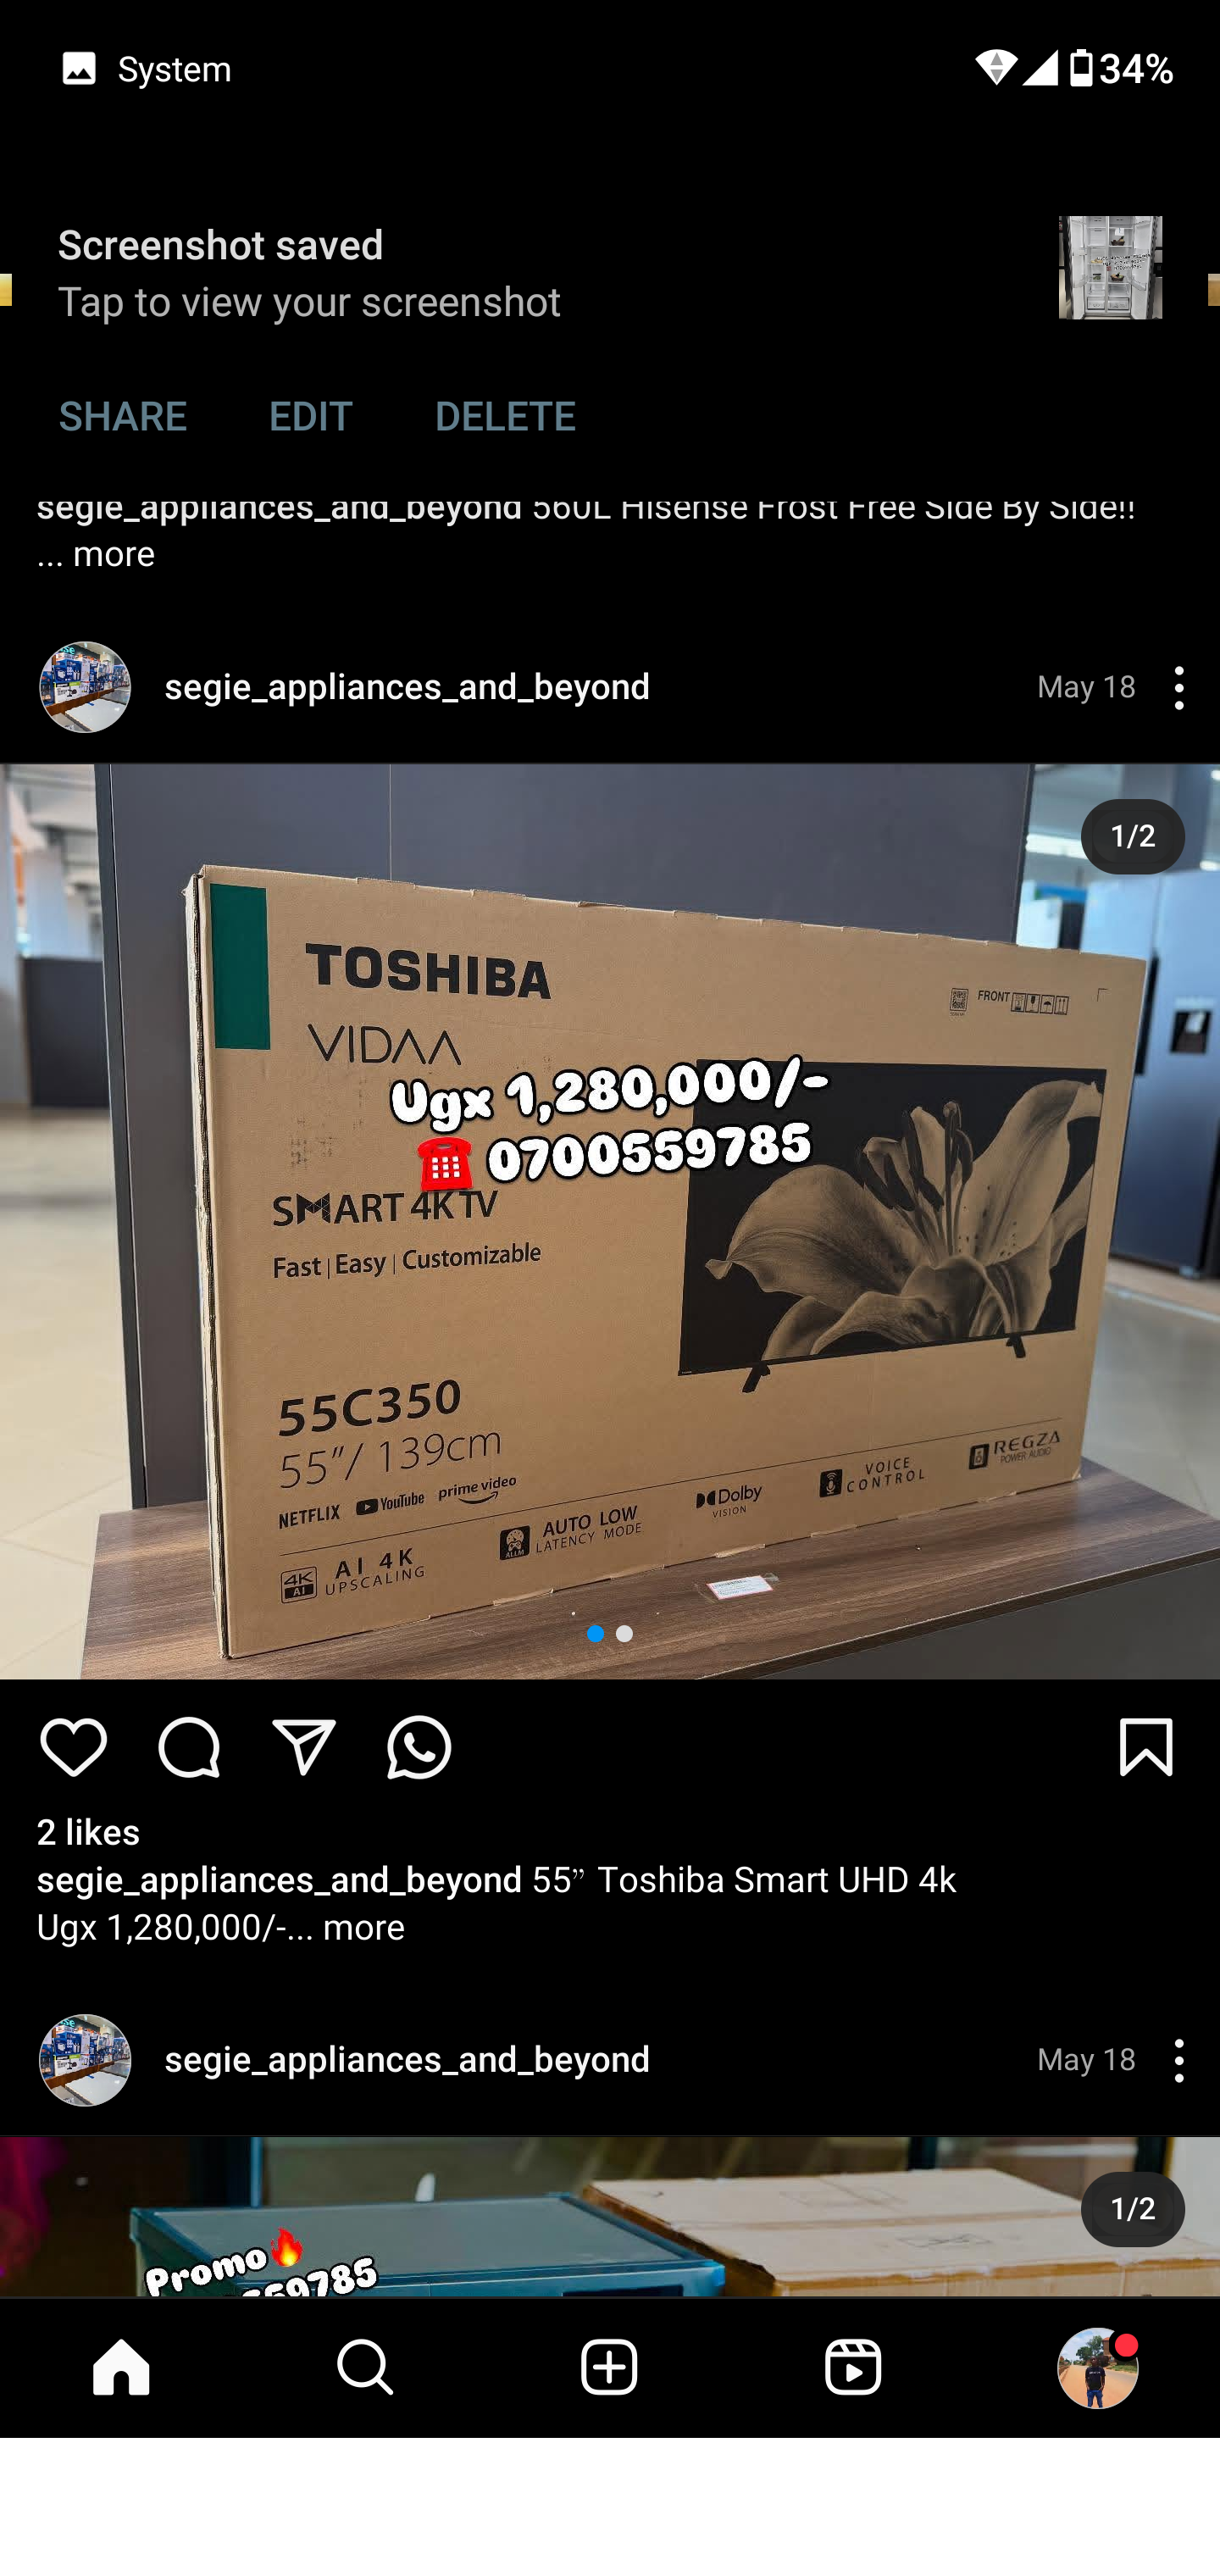 System
34%
Screenshot saved
Tap to view your screenshot
SHARE EDIT DELETE
segie_appliances_and_beyond 560L Hisense Frost Free Side By Side!!
... more
segie_appliances_and_beyond May 18
1/2
TOSHIBA
VIDAA
FRONT
Ugx 1,280,000/-
☎ 0700559785
SMART 4K TV
Fast | Easy | Customizable
55C350
55"/ 139cm
NETFLIX YouTube prime video
4K AI AI 4K UPSCALING
ALLM AUTO LOW LATENCY MODE
Dolby VISION
VOICE CONTROL
REGZA POWER AUDIO
2 likes
segie_appliances_and_beyond 55” Toshiba Smart UHD 4k
Ugx 1,280,000/-... more
segie_appliances_and_beyond May 18
1/2
Promo🔥
559785